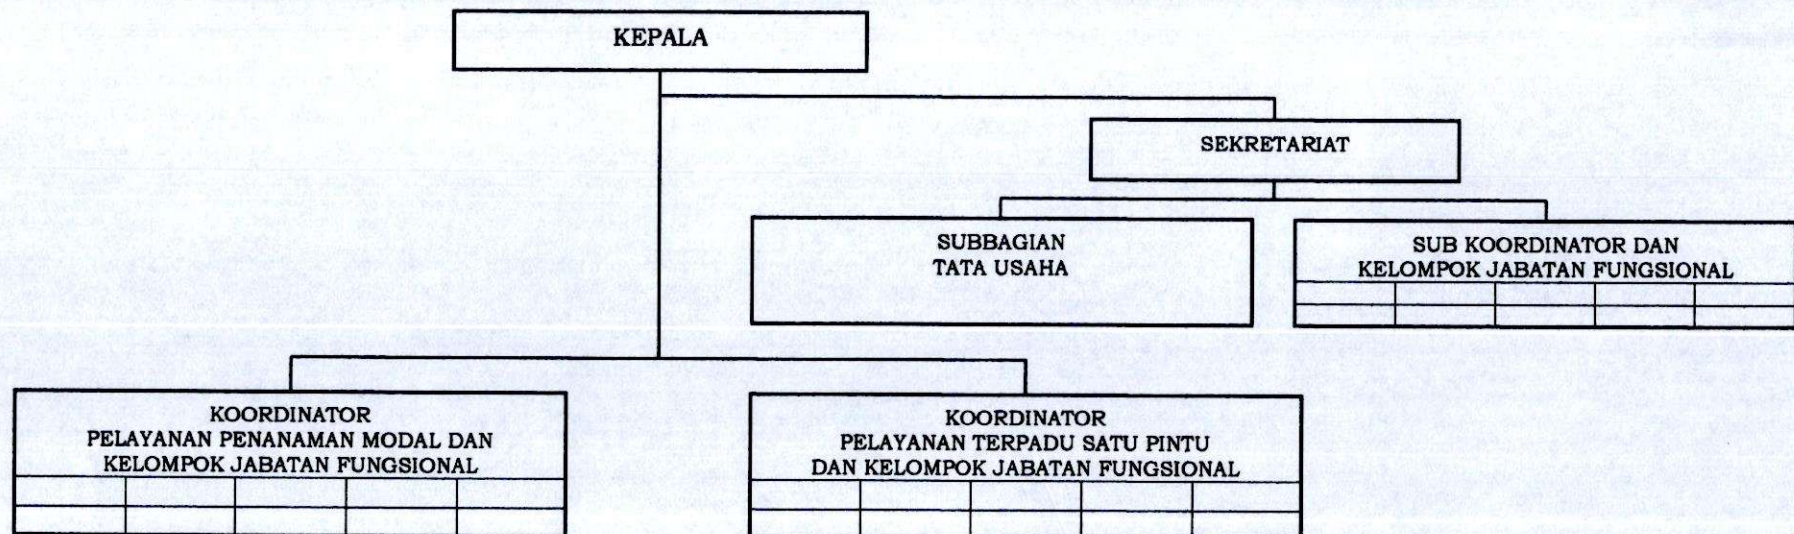 KEPALA
SEKRETARIAT
SUBBAGIAN
TATA USAHA
SUB KOORDINATOR DAN
KELOMPOK JABATAN FUNGSIONAL
KOORDINATOR
PELAYANAN PENANAMAN MODAL DAN
KELOMPOK JABATAN FUNGSIONAL
KOORDINATOR
PELAYANAN TERPADU SATU PINTU
DAN KELOMPOK JABATAN FUNGSIONAL